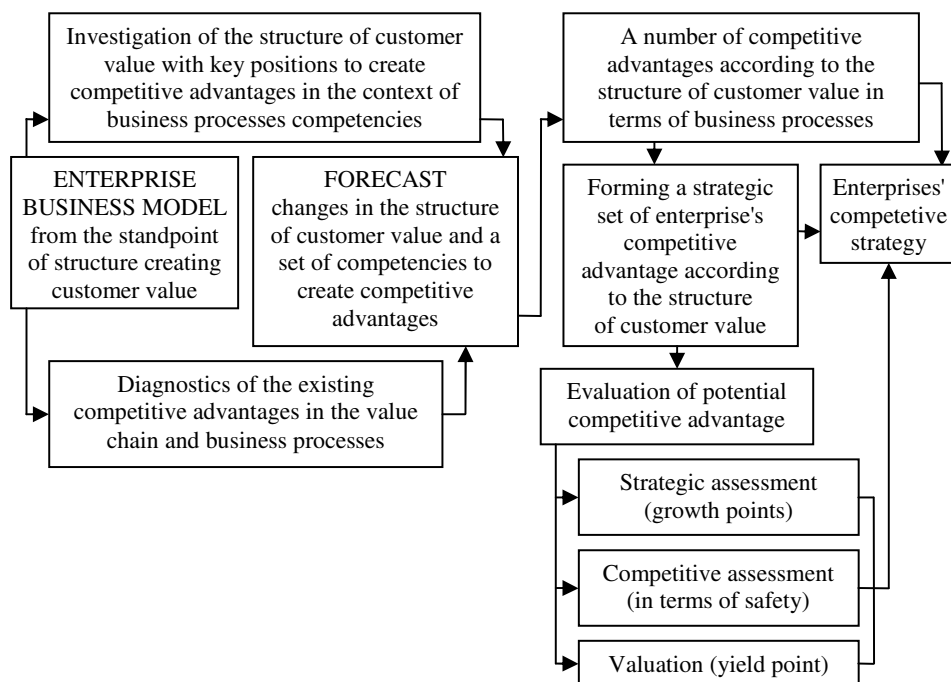 Investigation of the structure of customer
value with key positions to create
competitive advantages in the context of
business processes competencies
ENTERPRISE
BUSINESS MODEL
from the standpoint
of structure creating
customer value
FORECAST
changes in the structure
of customer value and a
set of competencies to
create competitive
advantages
Diagnostics of the existing
competitive advantages in the value
chain and business processes
A number of competitive
advantages according to the
structure of customer value in
terms of business processes
Forming a strategic
set of enterprise's
competitive
advantage according
to the structure
of customer value
Enterprises'
competetive
strategy
Evaluation of potential
competitive advantage
Strategic assessment
(growth points)
Competitive assessment
(in terms of safety)
Valuation (yield point)